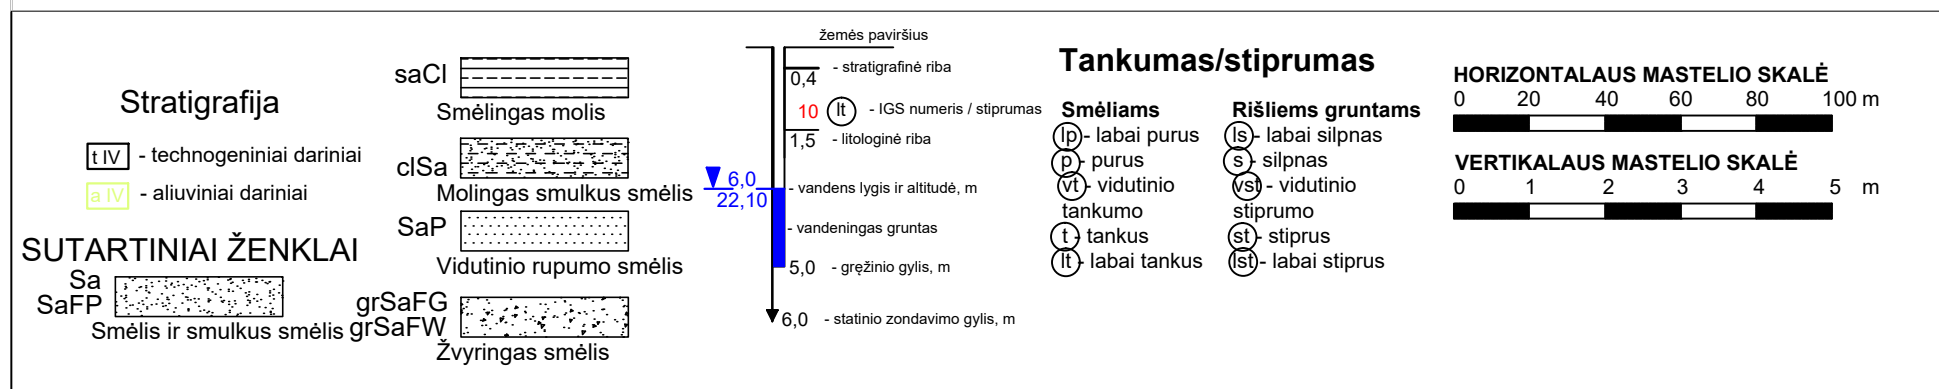 Stratigrafija
t IV - technogeniniai dariniai
a IV - aliuviniai dariniai
SUTARTINIAI ŽENKLAI
Sa
SaFP
Smėlis ir smulkus smėlis
saCl
Smėlingas molis
clSa
Molingas smulkus smėlis
SaP
Vidutinio rupumo smėlis
grSaFG
grSaFW
Žvyringas smėlis
žemės paviršius
0,4 - stratigrafinė riba
10 lt - IGS numeris / stiprumas
1,5 - litologinė riba
6,0
22,10
- vandens lygis ir altitudė, m
- vandeningas gruntas
5,0 - gręžinio gylis, m
6,0 - statinio zondavimo gylis, m
Tankumas/stiprumas
Smėliams
lp - labai purus
p - purus
vt - vidutinio
tankumo
t - tankus
lt - labai tankus
Rišliems gruntams
ls - labai silpnas
s - silpnas
vst - vidutinio
stiprumo
st - stiprus
lst - labai stiprus
HORIZONTALAUS MASTELIO SKALĖ
0 20 40 60 80 100 m
VERTIKALAUS MASTELIO SKALĖ
0 1 2 3 4 5 m